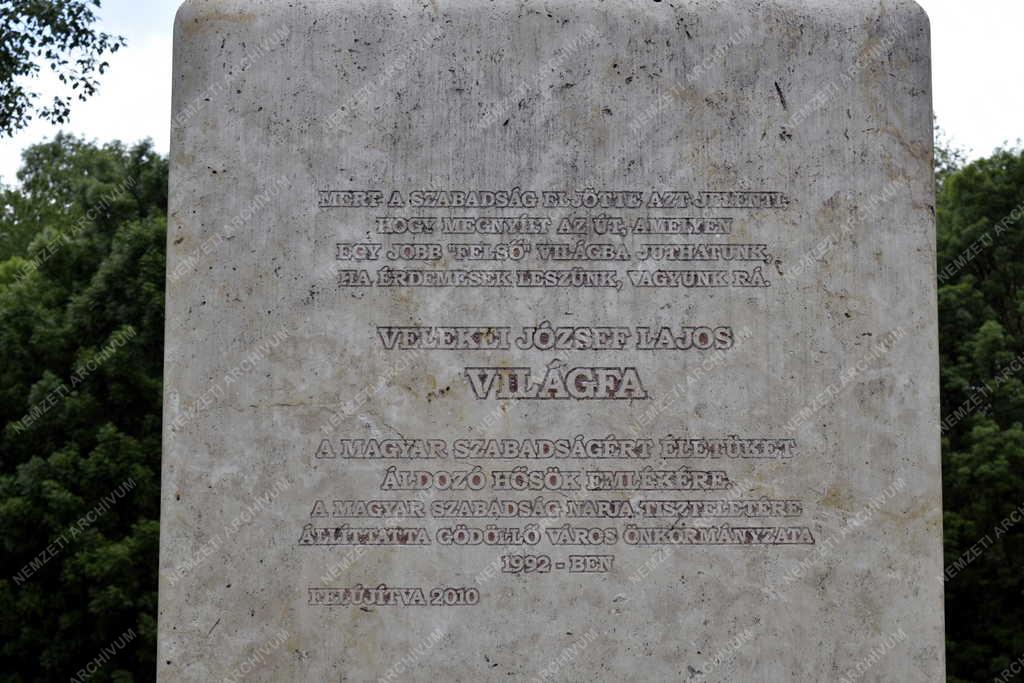 MERT A SZABADSÁG ELJÖTTE AZT JELENTI
HOGY MEGNYÍLT AZ ÚT, AMELYEN
EGY JOBB "FELSŐ" VILÁGBA JUTHATUNK,
HA ÉRDEMESEK LESZÜNK, VAGYUNK RÁ.
VELEKEI JÓZSEF LAJOS
VILÁGFA
A MAGYAR SZABADSÁGÉRT ÉLETÜKET
ÁLDOZÓ HŐSÖK EMLÉKÉRE,
A MAGYAR SZABADSÁG NAPJA TISZTELETÉRE
ÁLLÍTTATTA GÖDÖLLŐ VÁROS ÖNKORMÁNYZATA
1992 - BEN
FELÚJÍTVA 2010
NEMZETI ARCHÍVUM